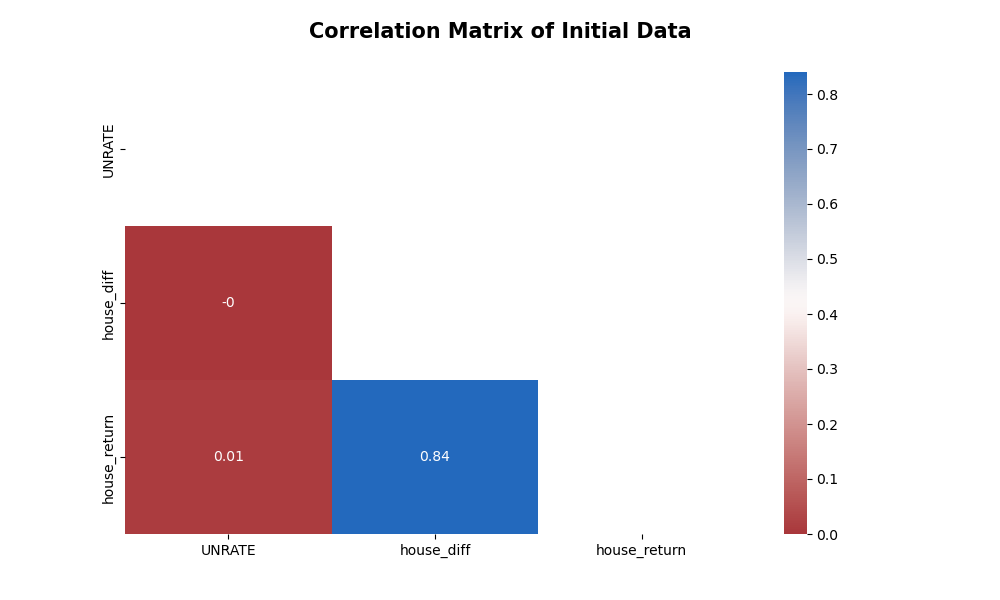 Correlation Matrix of Initial Data
UNRATE
house_diff
house_return
-0
0.01
0.84
UNRATE
house_diff
house_return
0.8
0.7
0.6
0.5
0.4
0.3
0.2
0.1
0.0